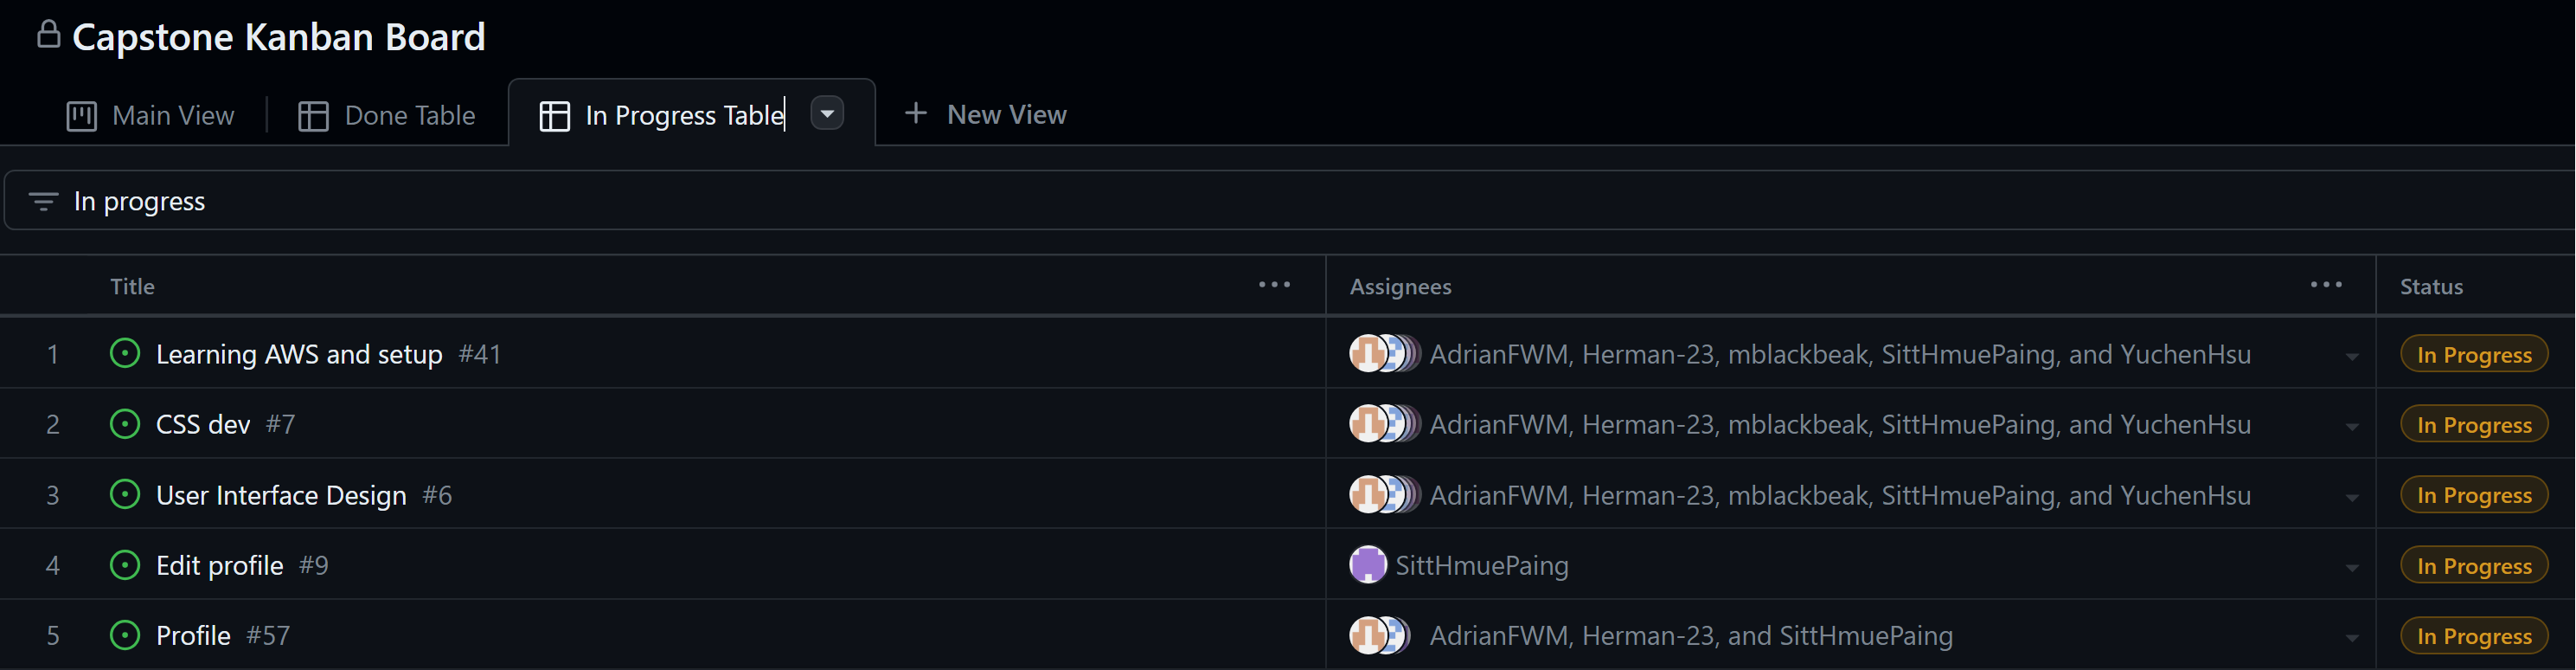 Capstone Kanban Board
Main View Done Table In Progress Table New View
In progress
Title Assignees Status
1 Learning AWS and setup #41 AdrianFWM, Herman-23, mblackbeak, SittHmuePaing, and YuchenHsu In Progress
2 CSS dev #7 AdrianFWM, Herman-23, mblackbeak, SittHmuePaing, and YuchenHsu In Progress
3 User Interface Design #6 AdrianFWM, Herman-23, mblackbeak, SittHmuePaing, and YuchenHsu In Progress
4 Edit profile #9 SittHmuePaing In Progress
5 Profile #57 AdrianFWM, Herman-23, and SittHmuePaing In Progress